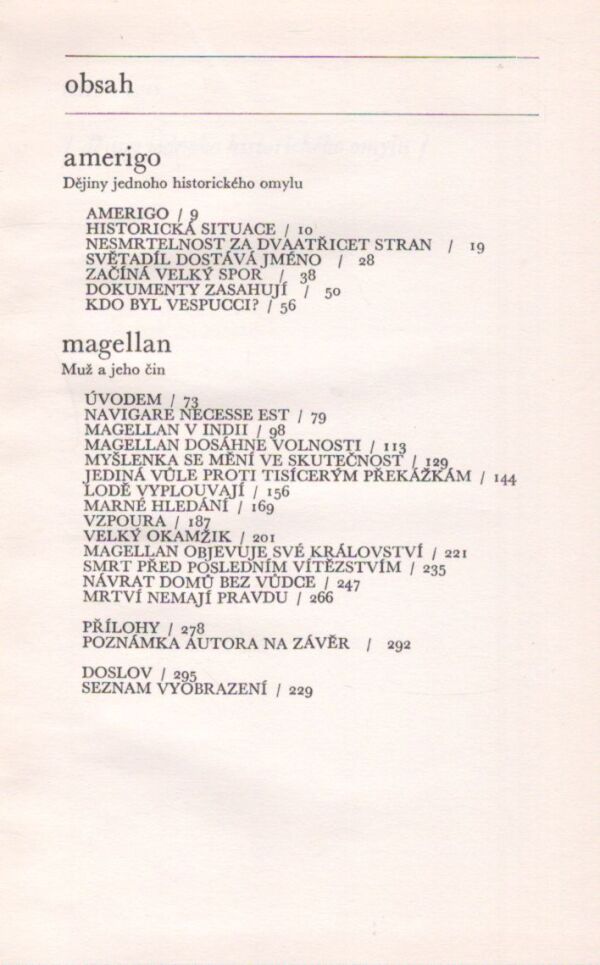 obsah
amerigo
Dějiny jednoho historického omylu
AMERIGO / 9
HISTORICKÁ SITUACE / 10
NESMRTELNOST ZA DVAATŘICET STRAN / 19
SVĚTADÍL DOSTÁVÁ JMÉNO / 28
ZAČÍNÁ VELKÝ SPOR / 38
DOKUMENTY ZASAHUJÍ / 50
KDO BYL VESPUCCI? / 56
magellan
Muž a jeho čin
ÚVODEM / 73
NAVIGARE NECESSE EST / 79
MAGELLAN V INDII / 98
MAGELLAN DOSÁHNE VOLNOSTI / 113
MYŠLENKA SE MĚNÍ VE SKUTEČNOST / 129
JEDINÁ VŮLE PROTI TISÍCERÝM PŘEKÁŽKÁM / 144
LODĚ VYPLOUVAJÍ / 156
MARNÉ HLEDÁNÍ / 169
VZPOURA / 187
VELKÝ OKAMŽIK / 201
MAGELLAN OBJEVUJE SVÉ KRÁLOVSTVÍ / 221
SMRT PŘED POSLEDNÍM VÍTĚZSTVÍM / 235
NÁVRAT DOMŮ BEZ VŮDCE / 247
MRTVÍ NEMAJÍ PRAVDU / 266
PŘÍLOHY / 278
POZNÁMKA AUTORA NA ZÁVĚR / 292
DOSLOV / 295
SEZNAM VYOBRAZENÍ / 229